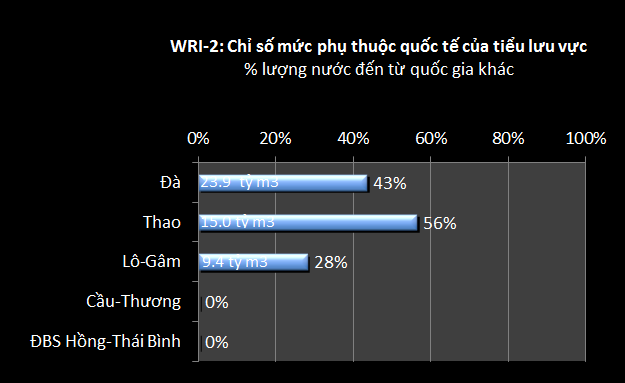 WRI-2: Chỉ số mức phụ thuộc quốc tế của tiểu lưu vực
% lượng nước đến từ quốc gia khác
0% 20% 40% 60% 80% 100%
Đà 23.9 tỷ m3 43%
Thao 15.0 tỷ m3 56%
Lô-Gâm 9.4 tỷ m3 28%
Cầu-Thương 0%
ĐBS Hồng-Thái Bình 0%